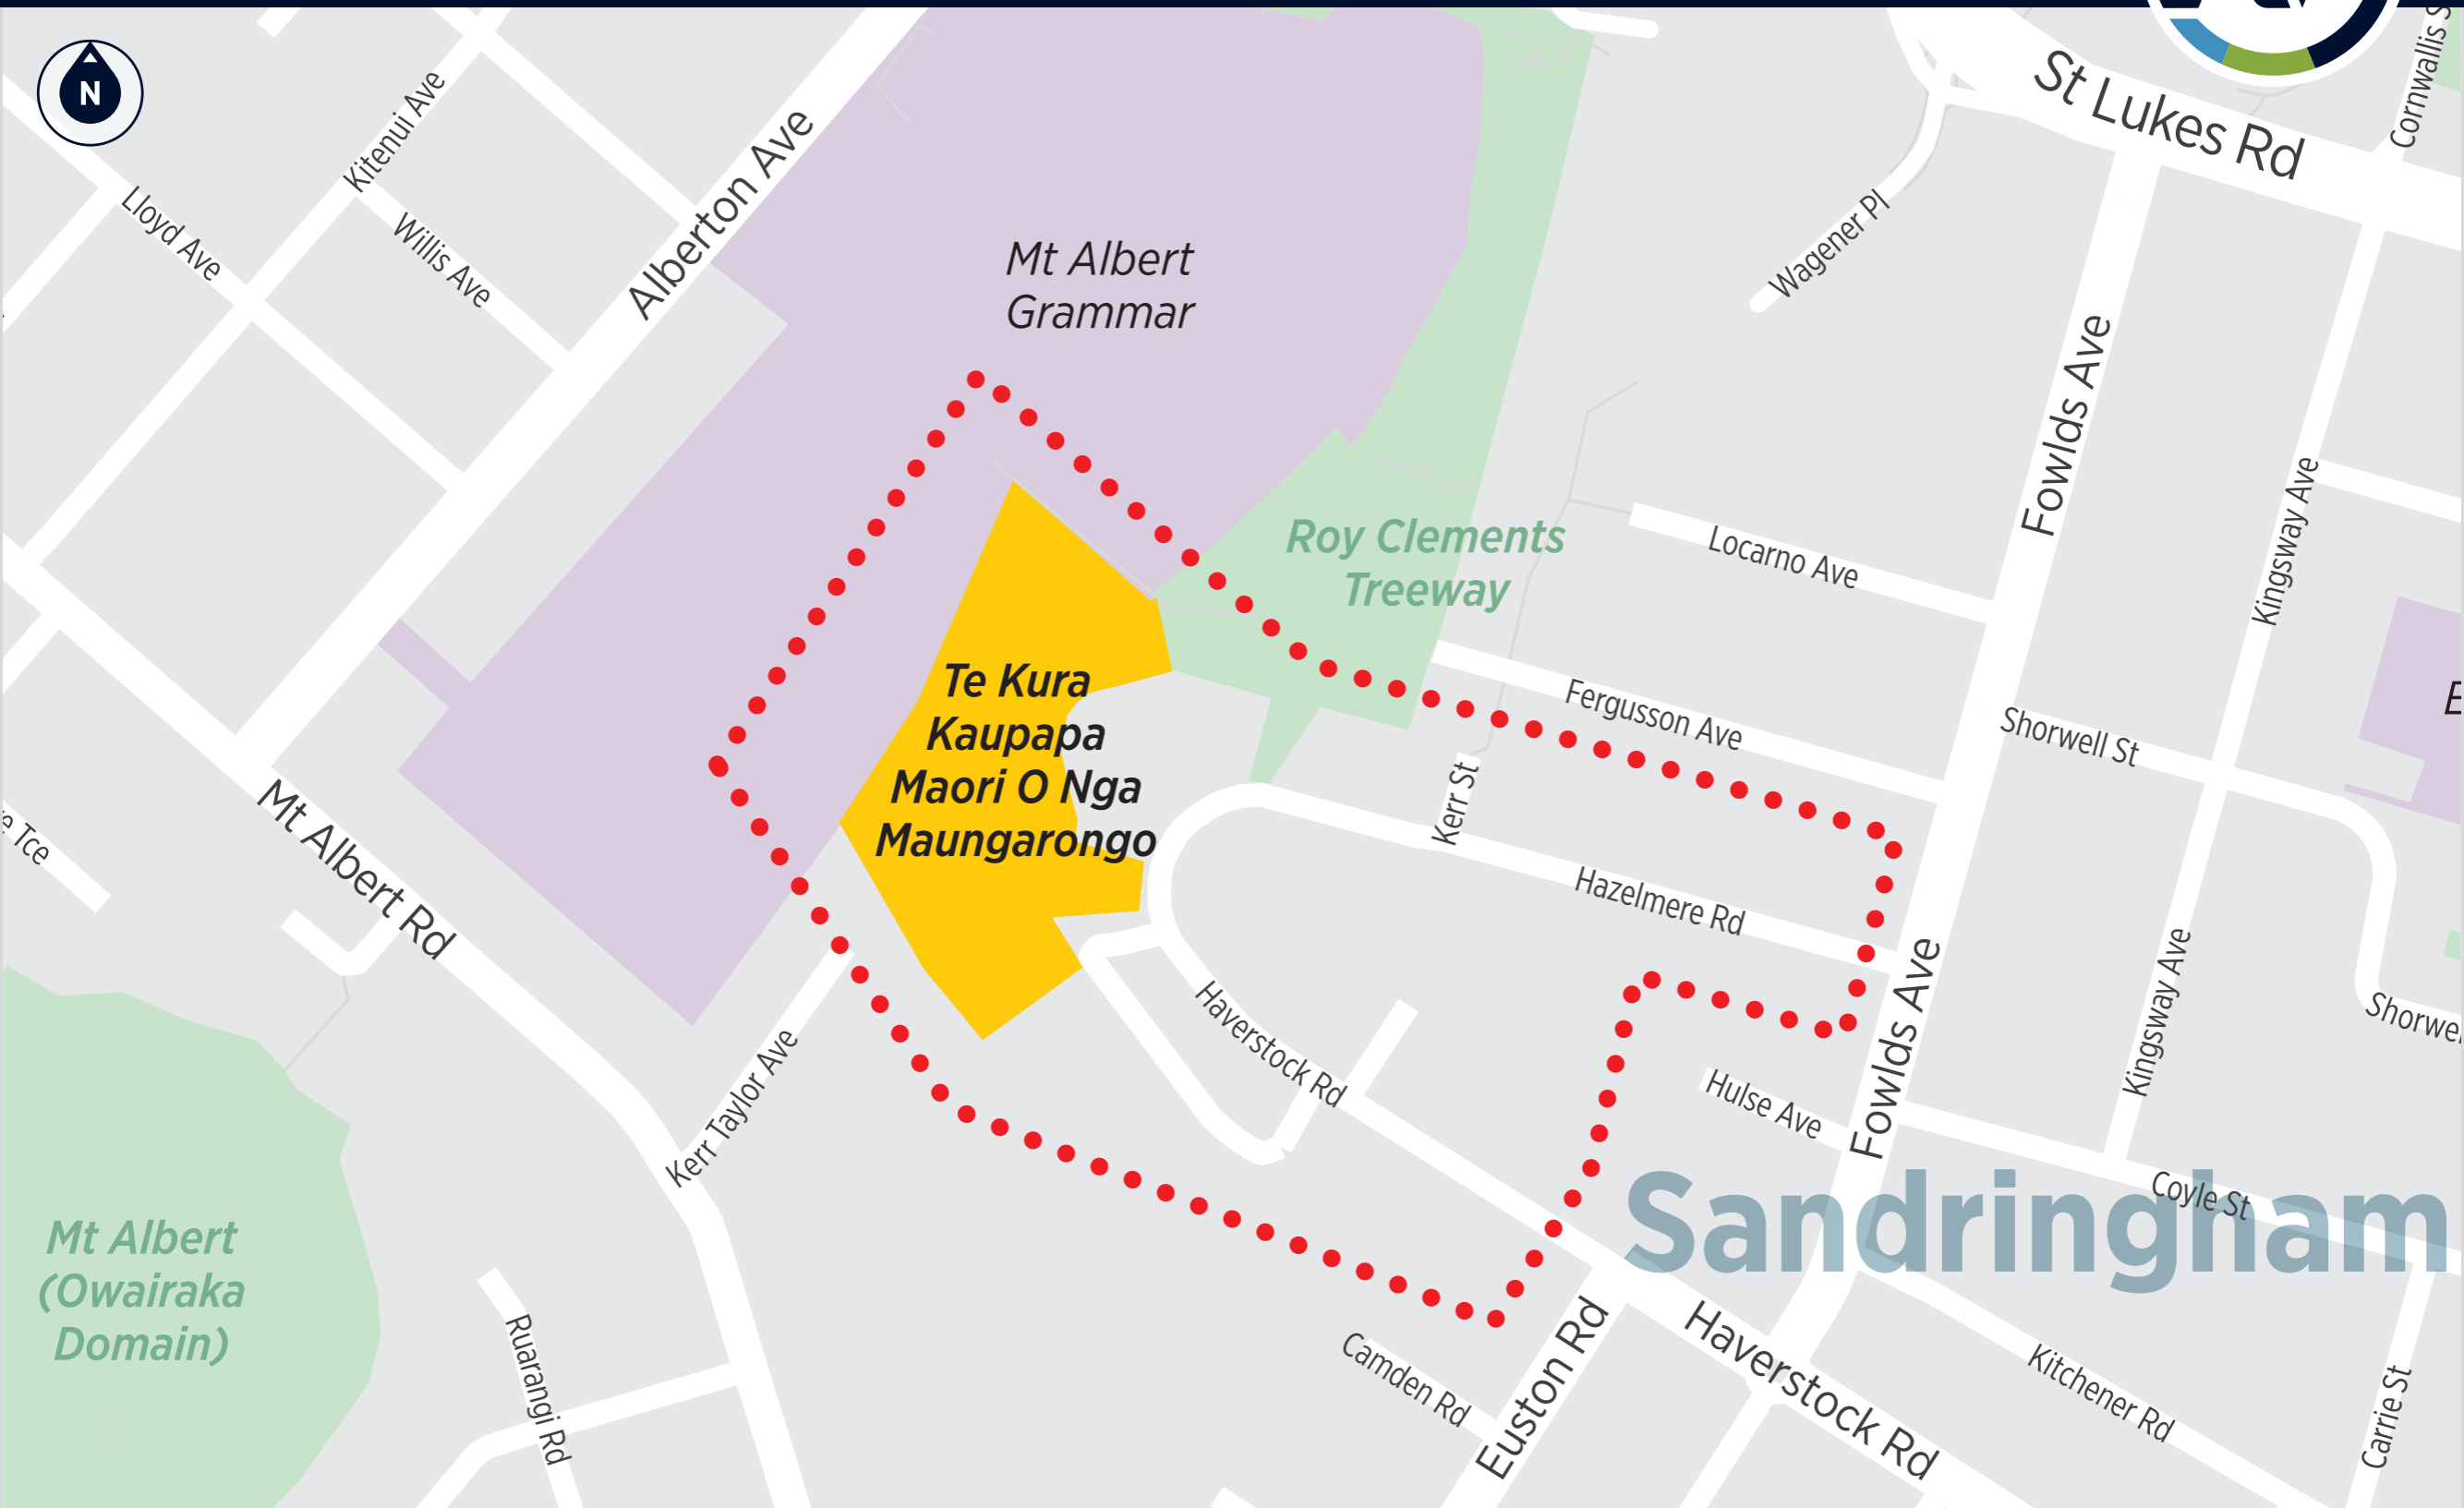 N
St Lukes Rd
Cornwallis S
Kitenui Ave
Lloyd Ave
Willis Ave
Alberton Ave
Mt Albert
Grammar
Wagener Pl
Fowlds Ave
Kingsway Ave
Roy Clements
Treeway
Locarno Ave
Te Kura
Kaupapa
Maori O Nga
Maungarongo
Fergusson Ave
Shorwell St
E
Kerr St
Mt Albert Rd
e Tce
Hazelmere Rd
Fowlds Ave
Kingsway Ave
Haverstock Rd
Shorwe
Kerr Taylor Ave
Hulse Ave
Sandringham
Coyle St
Mt Albert
(Owairaka
Domain)
Ruarangi Rd
Camden Rd
Euston Rd
Haverstock Rd
Kitchener Rd
Carrie St